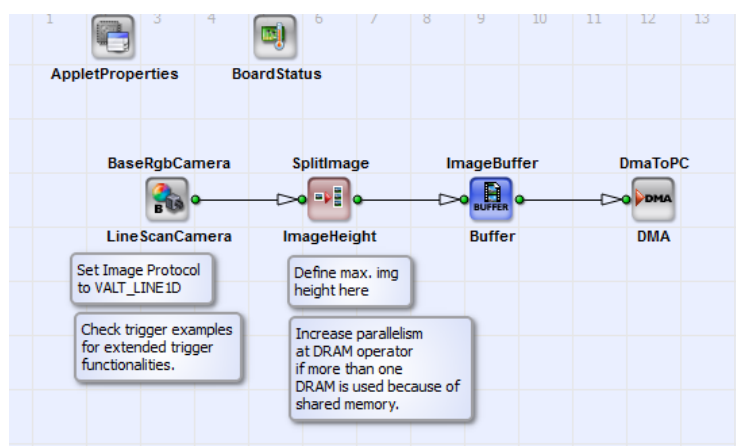 1 3 4 6 7 8 9 10 11 12 13
AppletProperties BoardStatus
BaseRgbCamera SplitImage ImageBuffer DmaToPC
B BUFFER DMA
LineScanCamera ImageHeight Buffer DMA
Set Image Protocol
to VALT_LINE1D
Define max. img
height here
Check trigger examples
for extended trigger
functionalities.
Increase parallelism
at DRAM operator
if more than one
DRAM is used because of
shared memory.